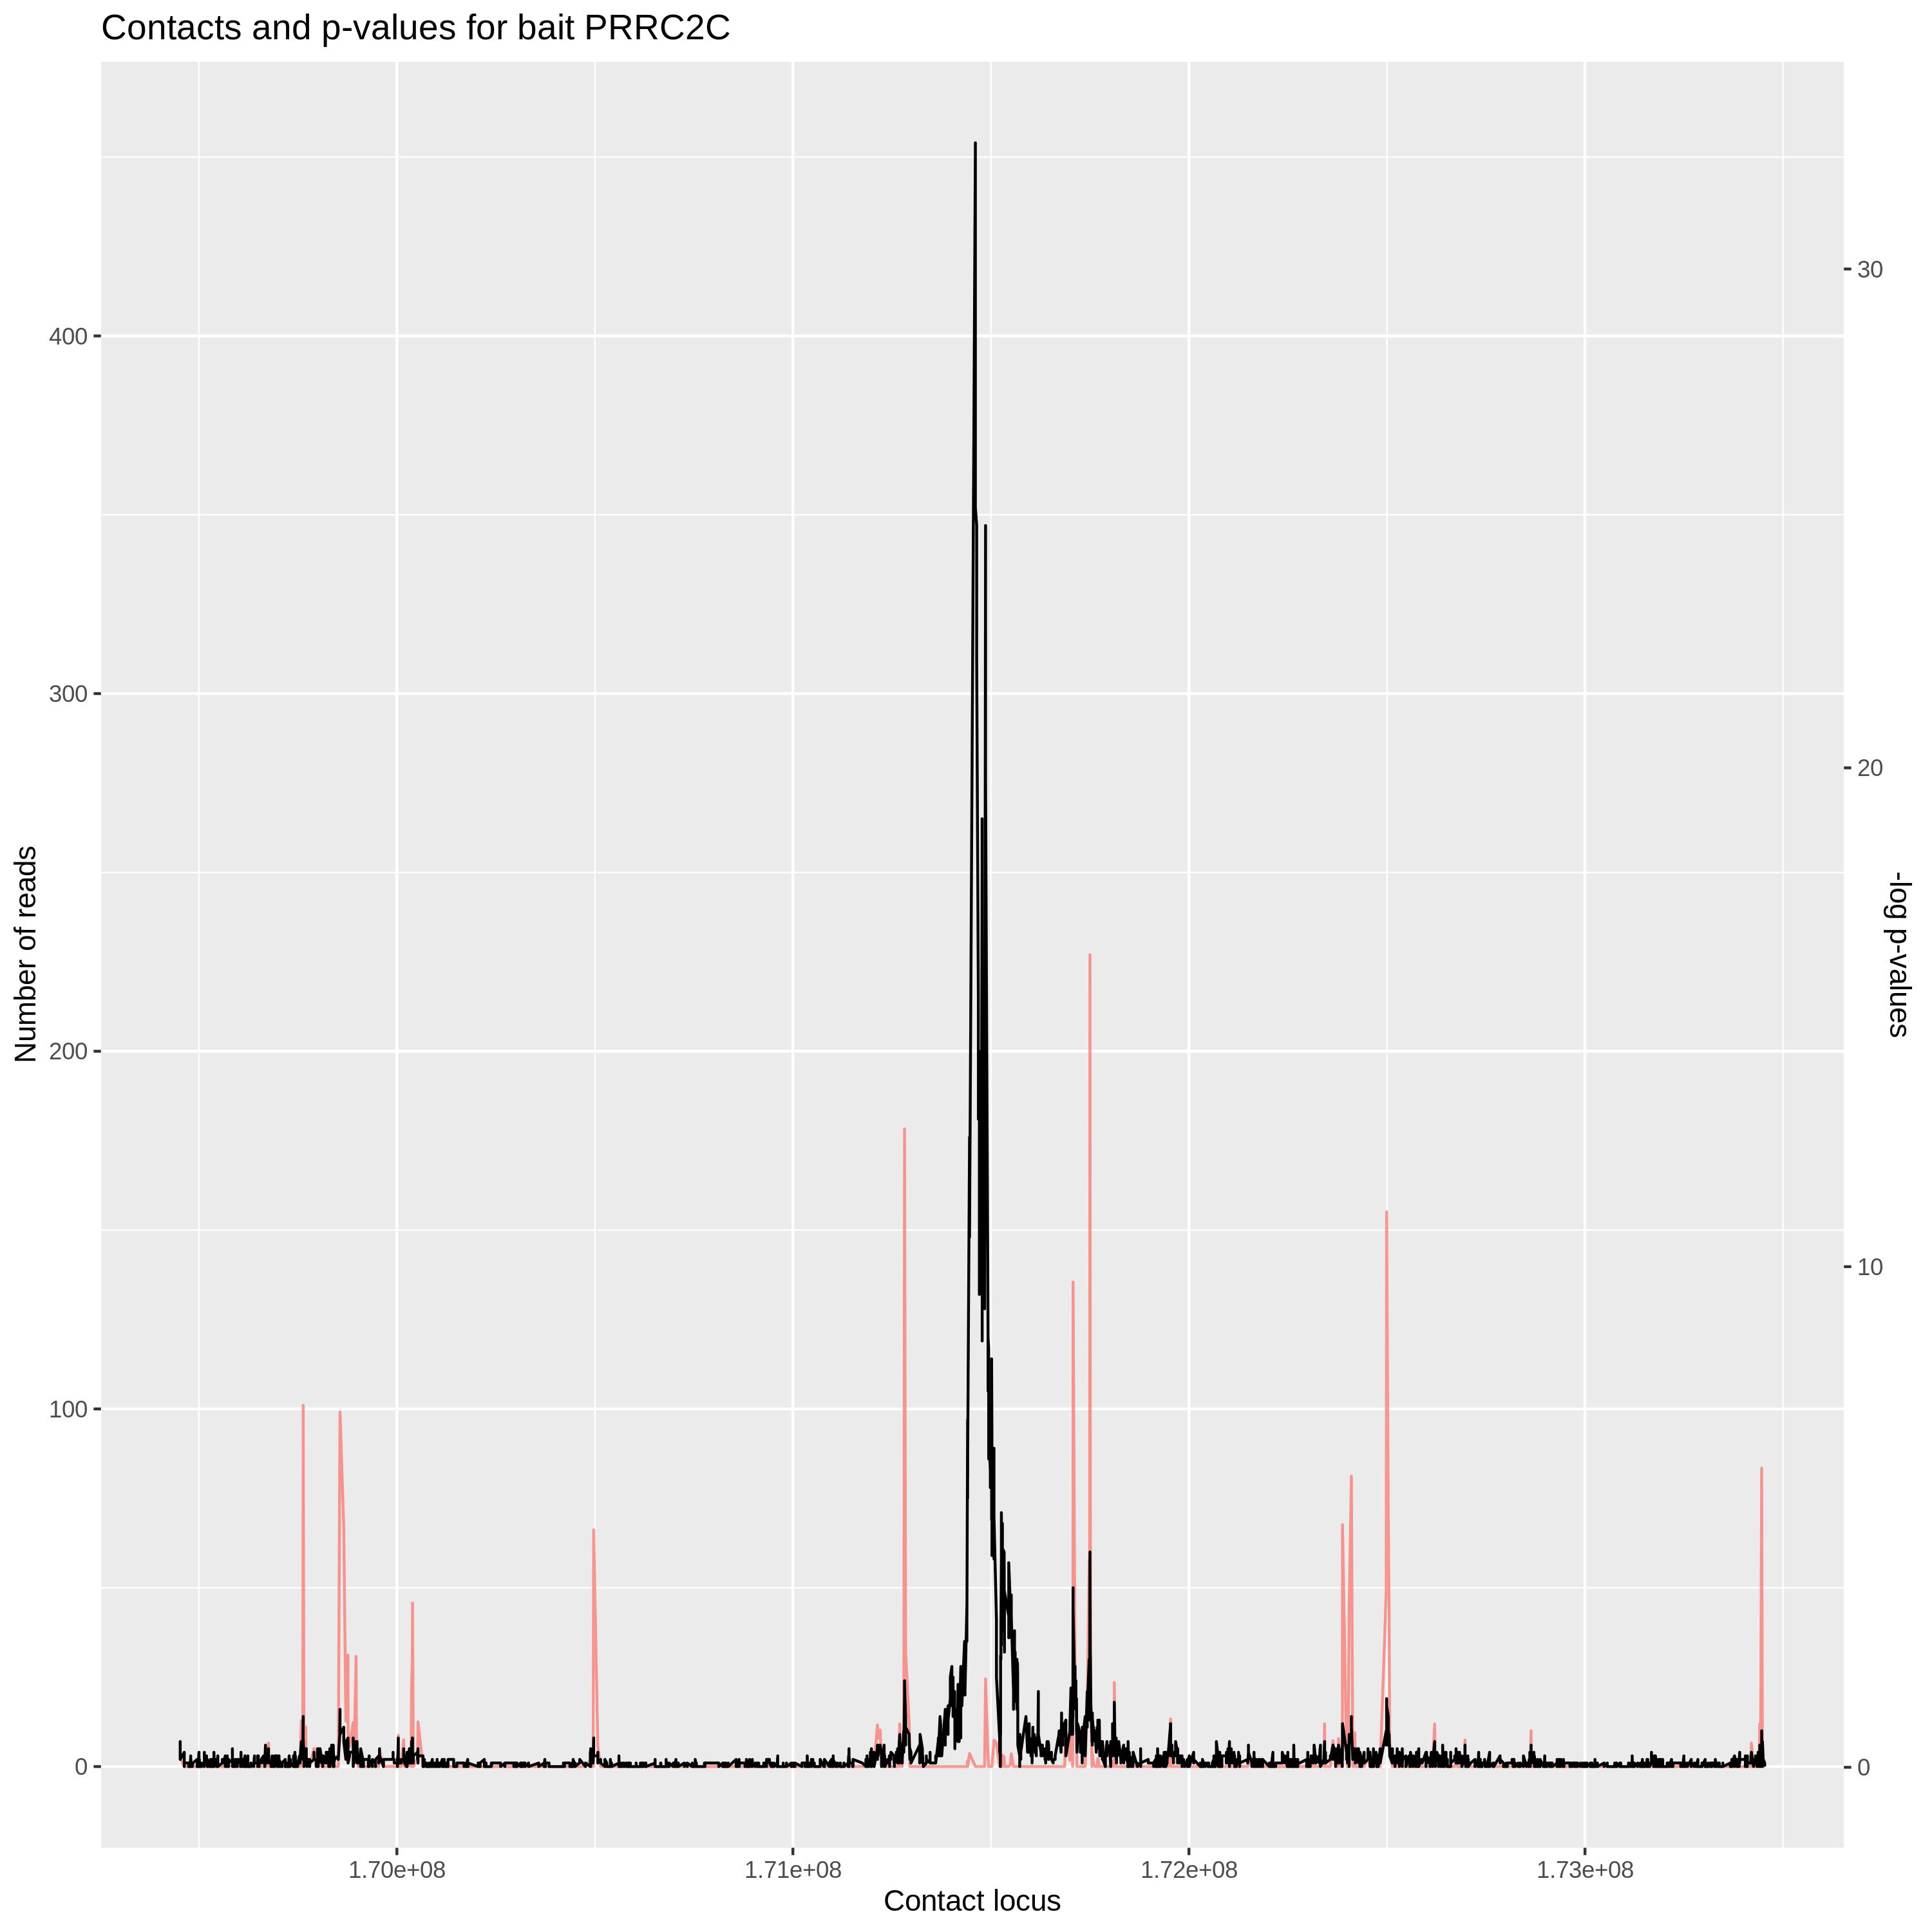 Contacts and p-values for bait PRRC2C
Number of reads
400
300
200
100
0
30
20
10
0
-log p-values
1.70e+08
1.71e+08
1.72e+08
1.73e+08
Contact locus